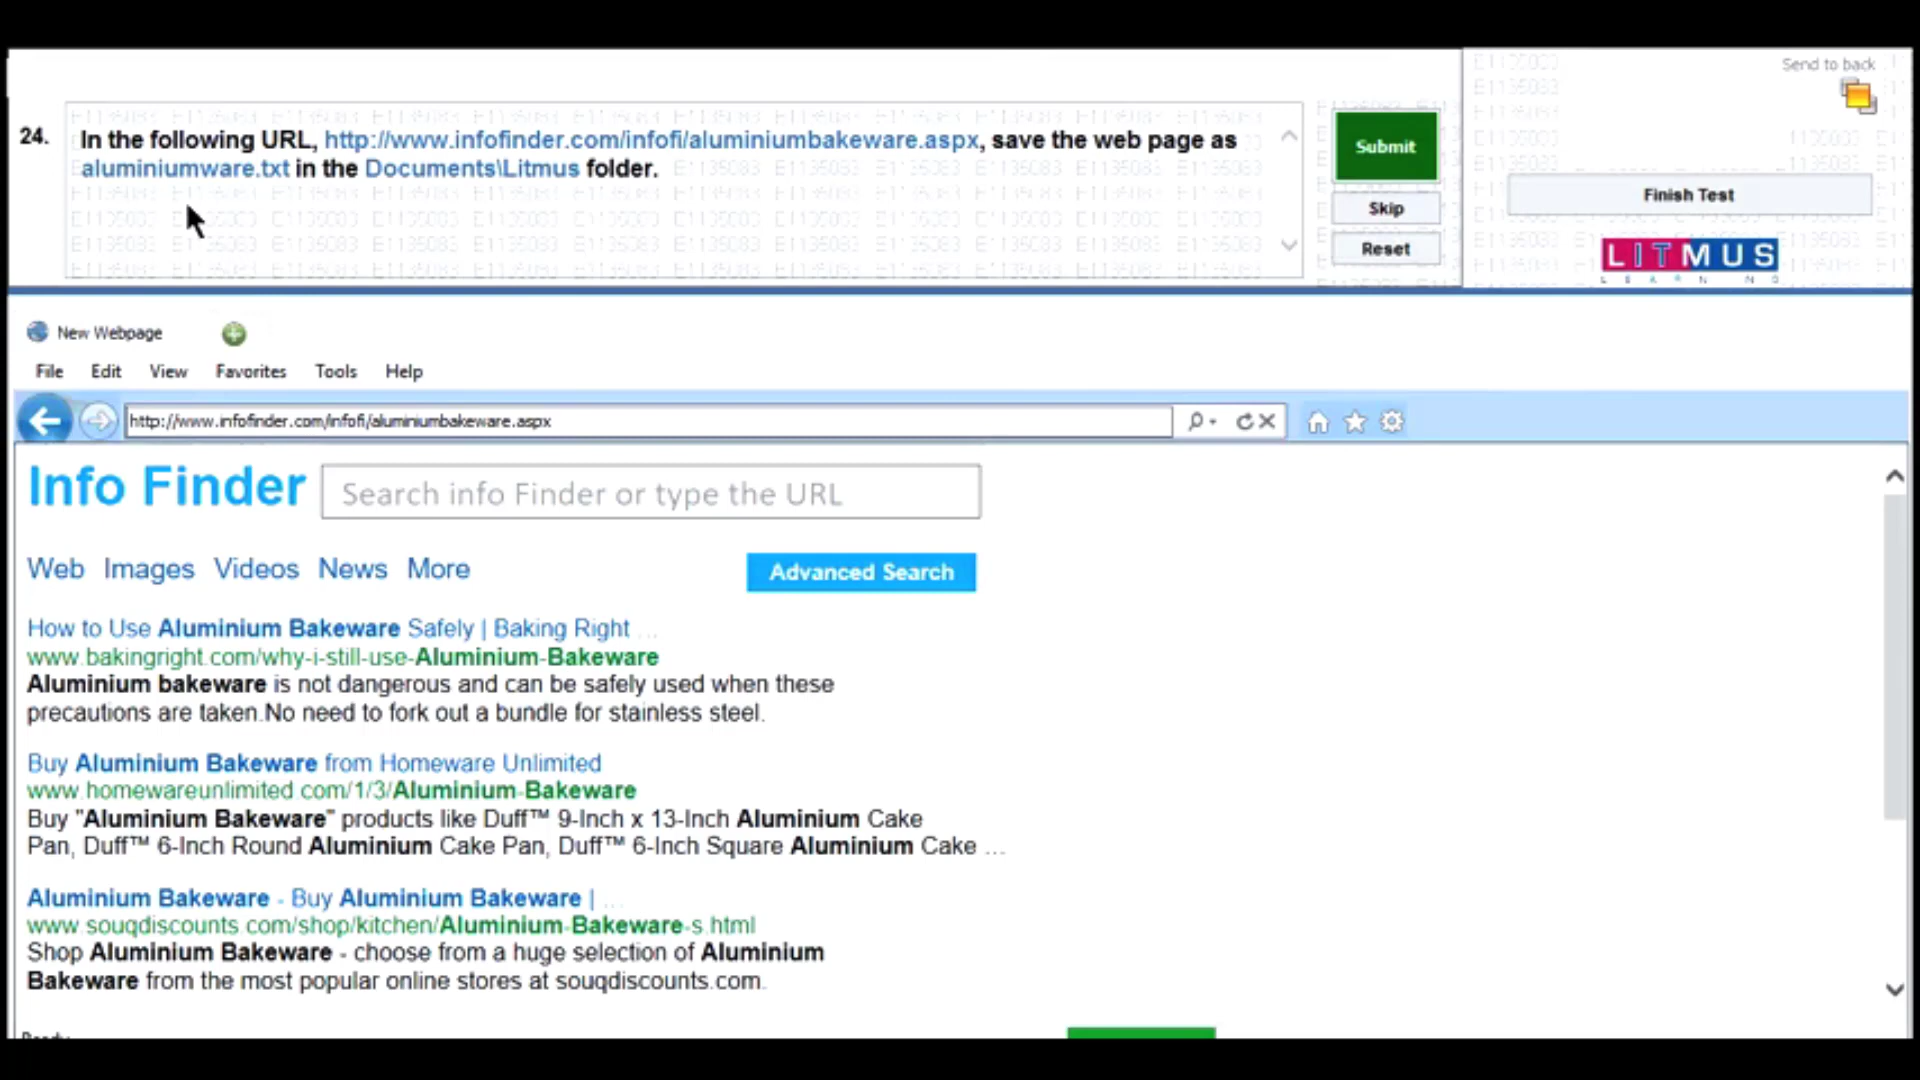 Send to back
24.
In the following URL, http://www.infofinder.com/infofi/aluminiumbakeware.aspx, save the web page as
aluminiumware.txt in the Documents\Litmus folder.
Submit
Skip
Reset
Finish Test
LITMUS
New Webpage
File Edit View Favorites Tools Help
http://www.infofinder.com/infofi/aluminiumbakeware.aspx
Info Finder
Search info Finder or type the URL
Web Images Videos News More
Advanced Search
How to Use Aluminium Bakeware Safely | Baking Right ...
www.bakingright.com/why-i-still-use-Aluminium-Bakeware
Aluminium bakeware is not dangerous and can be safely used when these
precautions are taken.No need to fork out a bundle for stainless steel.
Buy Aluminium Bakeware from Homeware Unlimited
www.homewareunlimited.com/1/3/Aluminium-Bakeware
Buy "Aluminium Bakeware" products like Duff™ 9-Inch x 13-Inch Aluminium Cake
Pan, Duff™ 6-Inch Round Aluminium Cake Pan, Duff™ 6-Inch Square Aluminium Cake ...
Aluminium Bakeware - Buy Aluminium Bakeware | ...
www.souqdiscounts.com/shop/kitchen/Aluminium-Bakeware-s.html
Shop Aluminium Bakeware - choose from a huge selection of Aluminium
Bakeware from the most popular online stores at souqdiscounts.com.